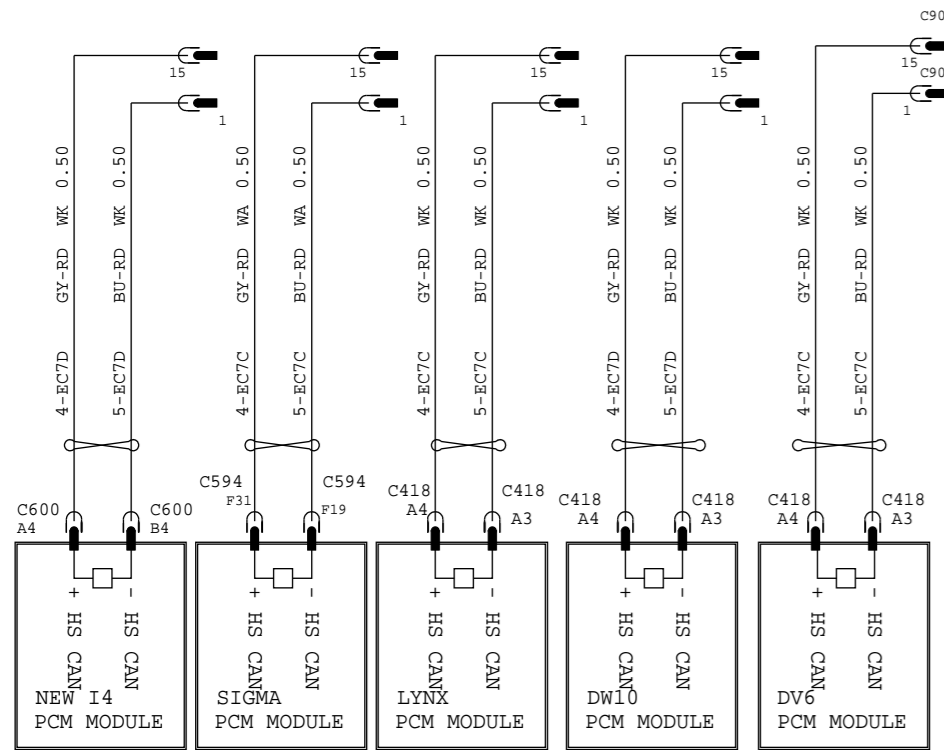 C90
15
15
15
15
15
C90
1
1
1
1
1
4-EC7D GY-RD WK 0.50
5-EC7D BU-RD WK 0.50
4-EC7C GY-RD WA 0.50
5-EC7C BU-RD WA 0.50
4-EC7C GY-RD WK 0.50
5-EC7C BU-RD WK 0.50
4-EC7D GY-RD WK 0.50
5-EC7D BU-RD WK 0.50
4-EC7C GY-RD WK 0.50
5-EC7C BU-RD WK 0.50
C600
A4
C600
B4
C594
F31
C594
F19
C418
A4
C418
A3
C418
A4
C418
A3
C418
A4
C418
A3
+ HS CAN
- HS CAN
NEW I4
PCM MODULE
+ HS CAN
- HS CAN
SIGMA
PCM MODULE
+ HS CAN
- HS CAN
LYNX
PCM MODULE
+ HS CAN
- HS CAN
DW10
PCM MODULE
+ HS CAN
- HS CAN
DV6
PCM MODULE